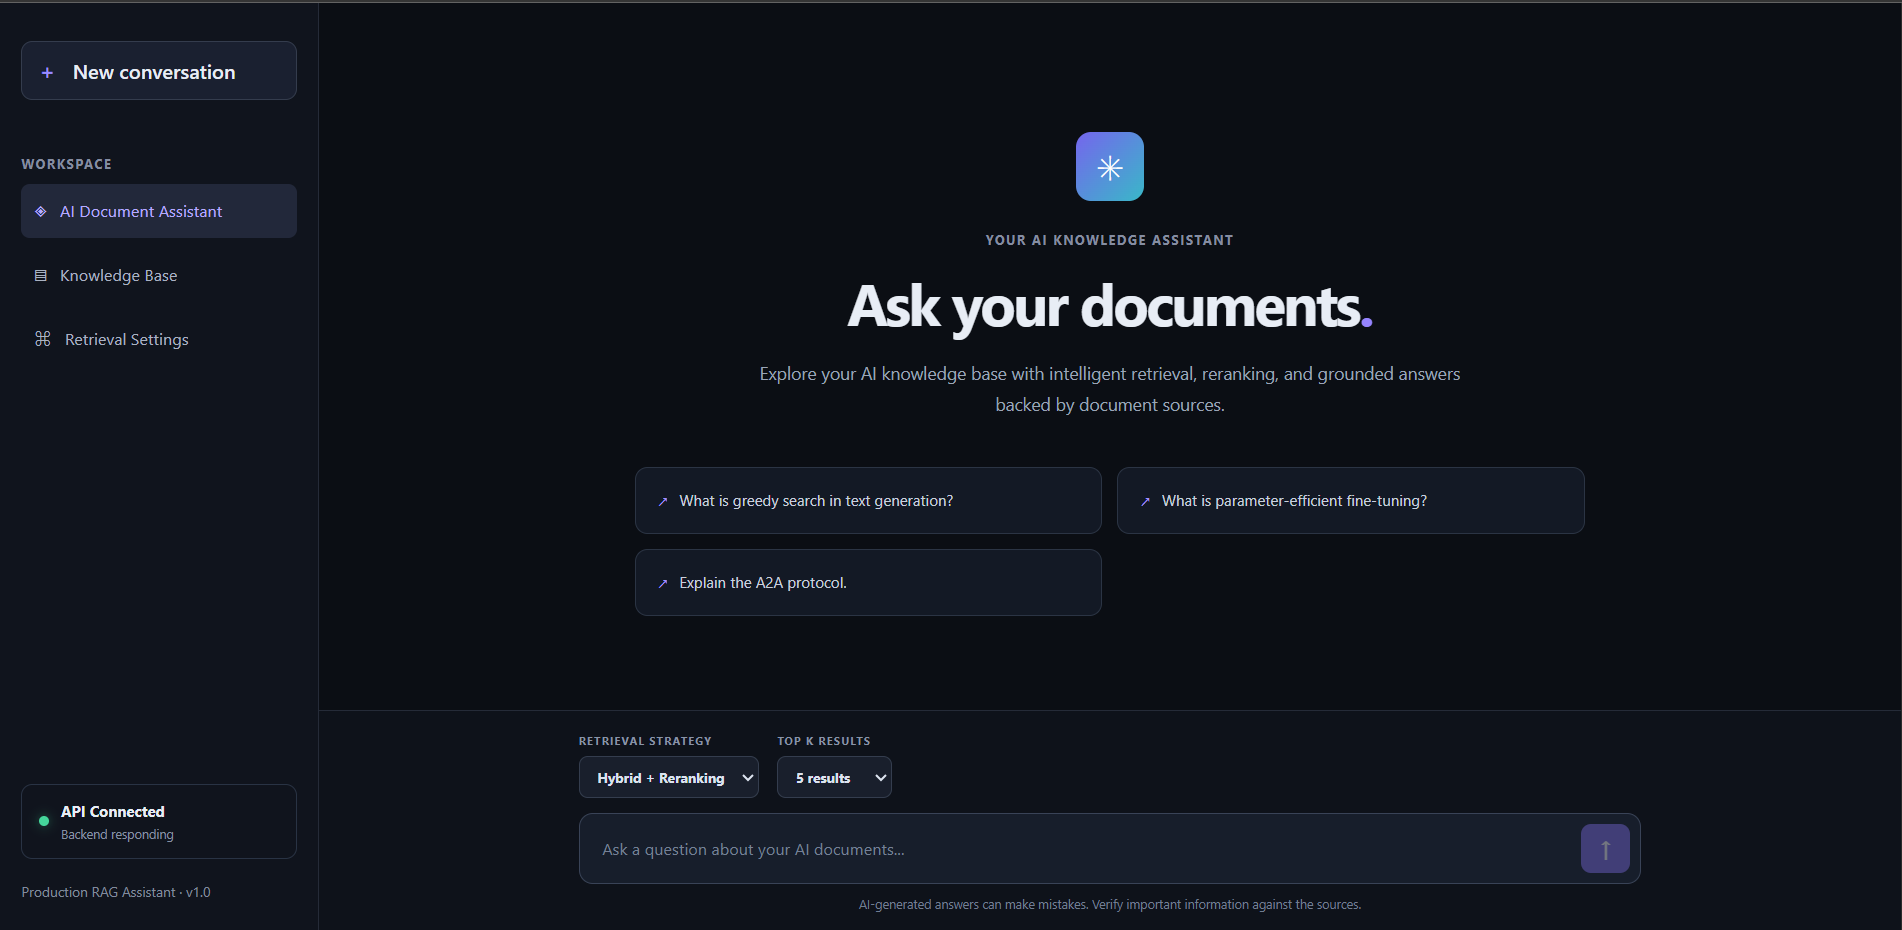 + New conversation
WORKSPACE
AI Document Assistant
Knowledge Base
⌘ Retrieval Settings
API Connected
Backend responding
Production RAG Assistant · v1.0
YOUR AI KNOWLEDGE ASSISTANT
Ask your documents.
Explore your AI knowledge base with intelligent retrieval, reranking, and grounded answers
backed by document sources.
↗ What is greedy search in text generation?
↗ What is parameter-efficient fine-tuning?
↗ Explain the A2A protocol.
RETRIEVAL STRATEGY
TOP K RESULTS
Hybrid + Reranking
5 results
Ask a question about your AI documents...
↑
AI-generated answers can make mistakes. Verify important information against the sources.